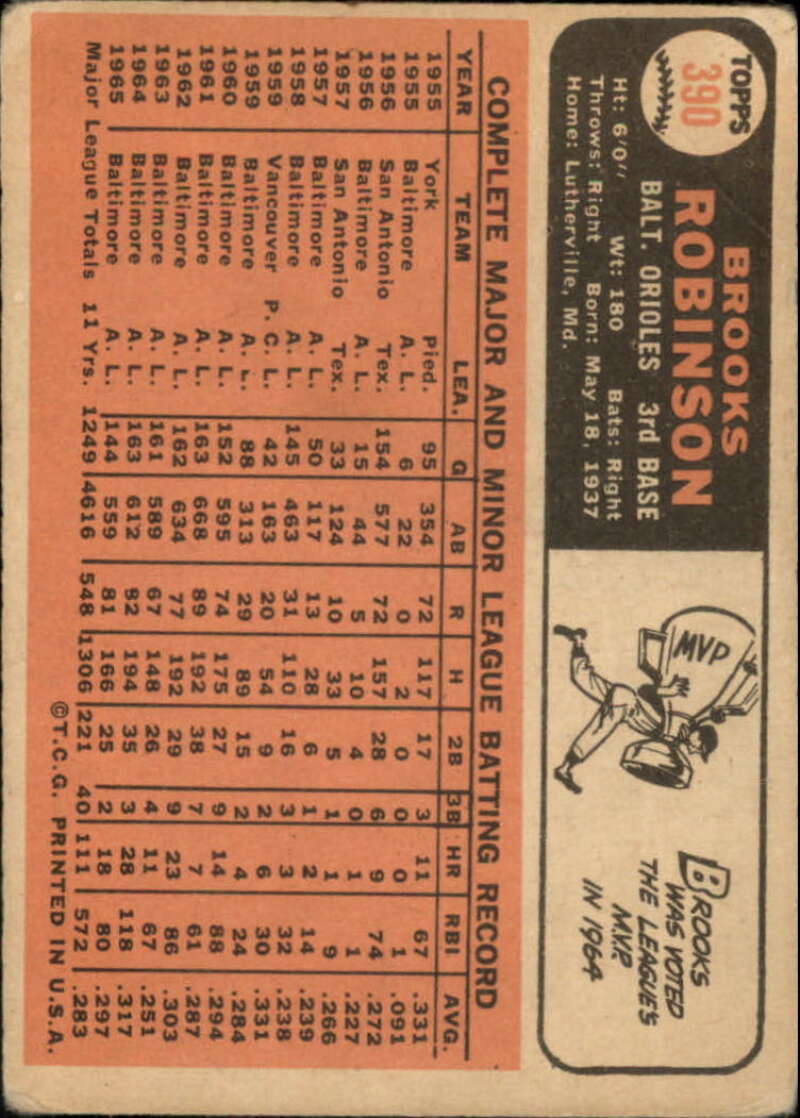 TOPPS
390
BROOKS
ROBINSON
BALT. ORIOLES 3rd BASE
Ht: 6'0'' Wt: 180 Bats: Right
Throws: Right Born: May 18, 1937
Home: Lutherville, Md.
MVP
BROOKS
WAS VOTED
THE LEAGUE'S
M.V.P.
IN 1964
COMPLETE MAJOR AND MINOR LEAGUE BATTING RECORD
YEAR TEAM LEA. G AB R H 2B 3B HR RBI AVG.
1955 York Pied. 95 354 72 117 17 3 11 67 .331
1955 Baltimore A. L. 6 22 0 2 0 0 0 1 .091
1956 San Antonio Tex. 154 577 72 157 28 6 9 74 .272
1956 Baltimore A. L. 15 44 5 10 4 0 1 1 .227
1957 San Antonio Tex. 33 124 10 33 5 1 1 9 .266
1957 Baltimore A. L. 50 117 13 28 6 1 2 14 .239
1958 Baltimore A. L. 145 463 31 110 16 3 3 32 .238
1959 Vancouver P. C. L. 42 163 20 54 9 2 6 30 .331
1959 Baltimore A. L. 88 313 29 89 15 2 4 24 .284
1960 Baltimore A. L. 152 595 74 175 27 9 14 88 .294
1961 Baltimore A. L. 163 668 89 192 38 7 7 61 .287
1962 Baltimore A. L. 162 634 77 192 29 9 23 86 .303
1963 Baltimore A. L. 161 589 67 148 26 4 11 67 .251
1964 Baltimore A. L. 163 612 82 194 35 3 28 118 .317
1965 Baltimore A. L. 144 559 81 166 25 2 18 80 .297
Major League Totals 11 Yrs. 1249 4616 548 1306 221 40 111 572 .283
©T.C.G. PRINTED IN U.S.A.